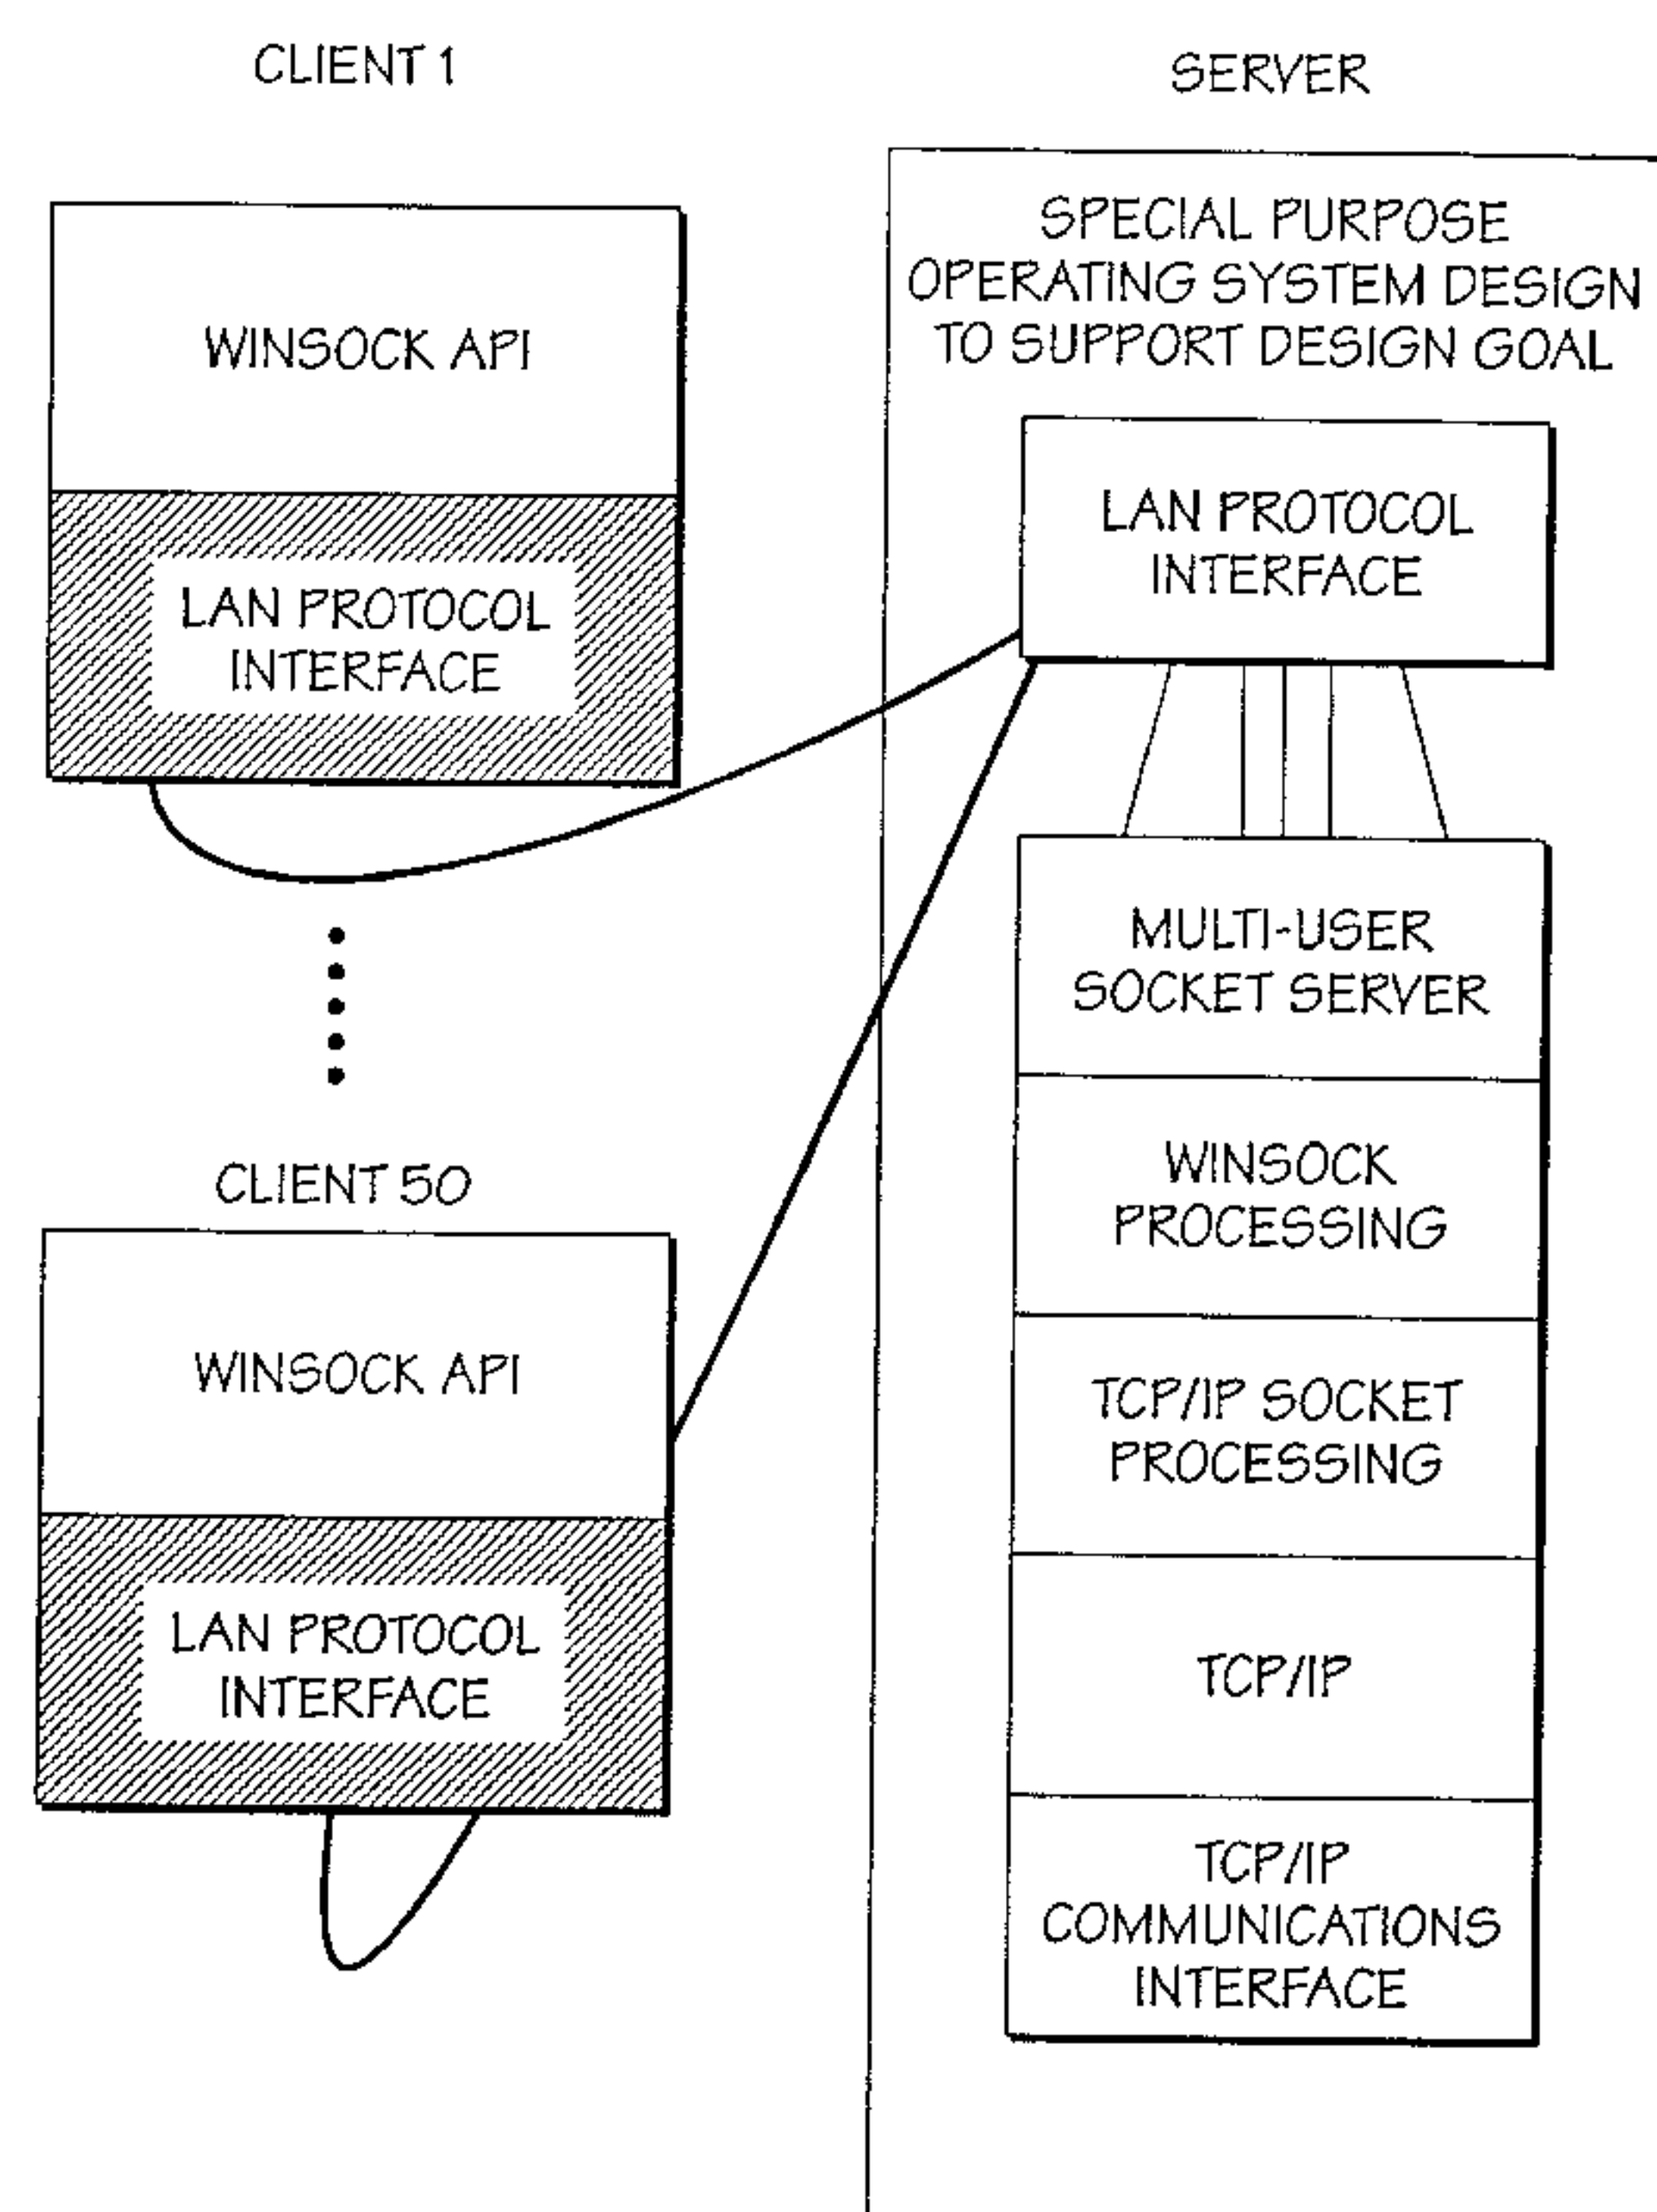 CLIENT 1
WINSOCK API
LAN PROTOCOL
INTERFACE
CLIENT 50
WINSOCK API
LAN PROTOCOL
INTERFACE
SERVER
SPECIAL PURPOSE
OPERATING SYSTEM DESIGN
TO SUPPORT DESIGN GOAL
LAN PROTOCOL
INTERFACE
MULTI-USER
SOCKET SERVER
WINSOCK
PROCESSING
TCP/IP SOCKET
PROCESSING
TCP/IP
TCP/IP
COMMUNICATIONS
INTERFACE